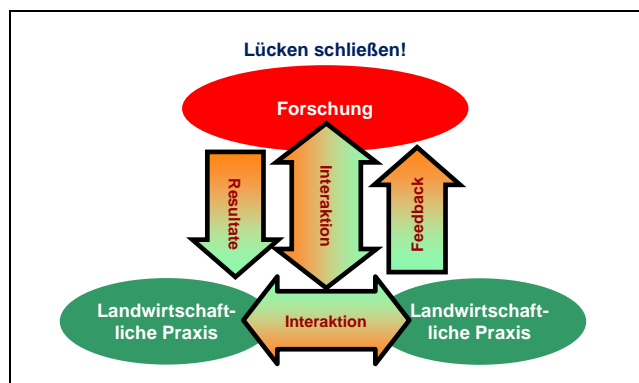 Lücken schließen!
Forschung
Resultate
Interaktion
Feedback
Landwirtschaft-
liche Praxis
Interaktion
Landwirtschaft-
liche Praxis